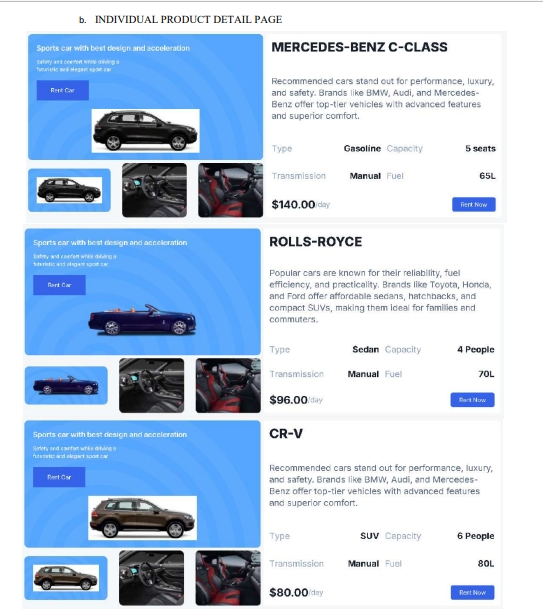 b. INDIVIDUAL PRODUCT DETAIL PAGE
Sports car with best design and acceleration
Safety and comfort while driving a
futuristic and elegant sport car
Rent Car
MERCEDES-BENZ C-CLASS
Recommended cars stand out for performance, luxury,
and safety. Brands like BMW, Audi, and Mercedes-
Benz offer top-tier vehicles with advanced features
and superior comfort.
Type Gasoline Capacity 5 seats
Transmission Manual Fuel 65L
$140.00/day
Rent Now
Sports car with best design and acceleration
Safety and comfort while driving a
futuristic and elegant sport car
Rent Car
ROLLS-ROYCE
Popular cars are known for their reliability, fuel
efficiency, and practicality. Brands like Toyota, Honda,
and Ford offer affordable sedans, hatchbacks, and
compact SUVs, making them ideal for families and
commuters.
Type Sedan Capacity 4 People
Transmission Manual Fuel 70L
$96.00/day
Rent Now
Sports car with best design and acceleration
Safety and comfort while driving a
futuristic and elegant sport car
Rent Car
CR-V
Recommended cars stand out for performance, luxury,
and safety. Brands like BMW, Audi, and Mercedes-
Benz offer top-tier vehicles with advanced features
and superior comfort.
Type SUV Capacity 6 People
Transmission Manual Fuel 80L
$80.00/day
Rent Now